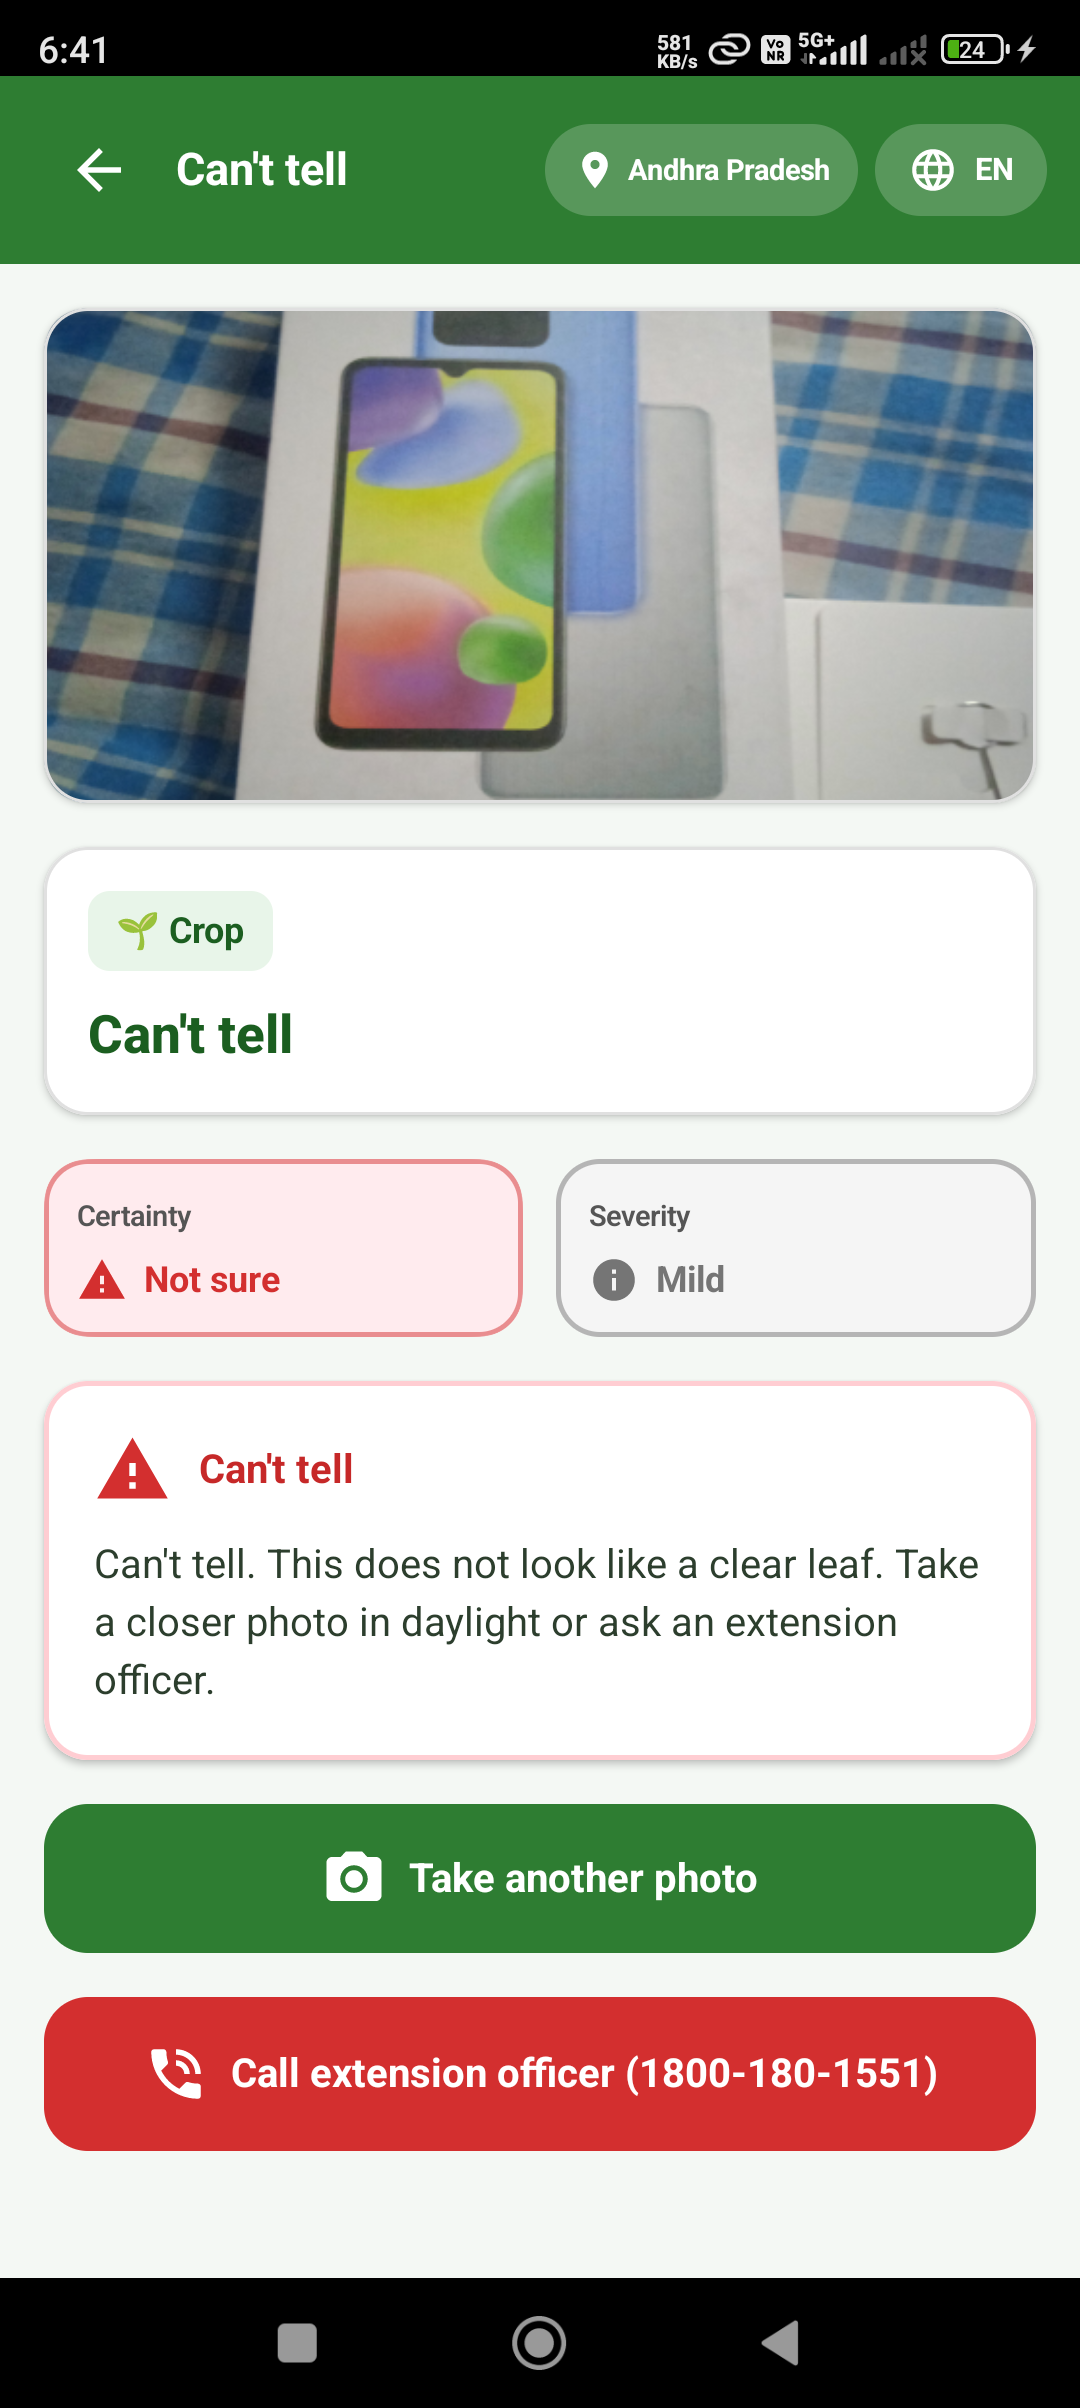 6:41
581
KB/s
Vo
NR
5G+
24
Can't tell
Andhra Pradesh
EN
🌱 Crop
Can't tell
Certainty
Severity
Not sure
Mild
Can't tell
Can't tell. This does not look like a clear leaf. Take
a closer photo in daylight or ask an extension
officer.
Take another photo
Call extension officer (1800-180-1551)